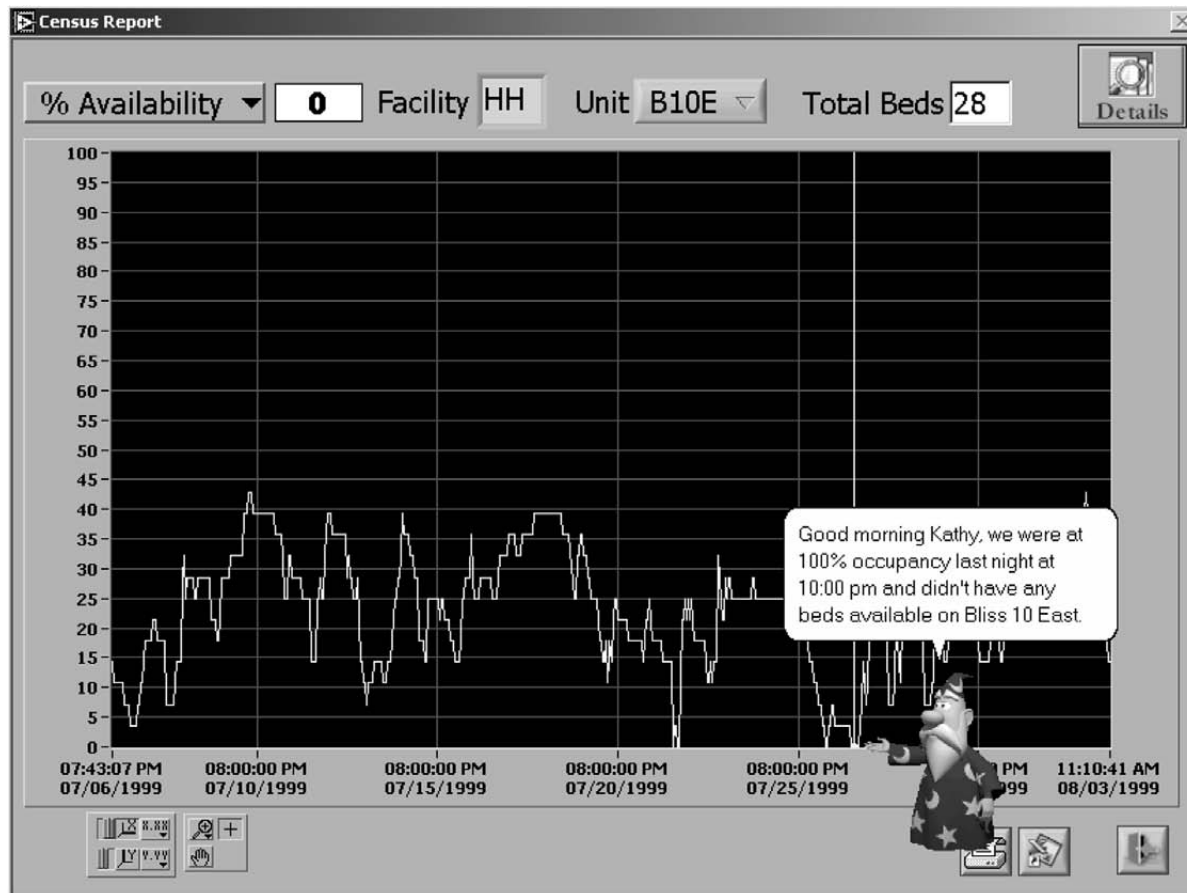 Census Report
% Availability 0 Facility HH Unit B10E Total Beds 28
Details
100
95
90
85
80
75
70
65
60
55
50
45
40
35
30
25
20
15
10
5
0
Good morning Kathy, we were at
100% occupancy last night at
10:00 pm and didn't have any
beds available on Bliss 10 East.
07:43:07 PM 08:00:00 PM 08:00:00 PM 08:00:00 PM 08:00:00 PM PM 11:10:41 AM
07/06/1999 07/10/1999 07/15/1999 07/20/1999 07/25/1999 999 08/03/1999
X 8.88
Y 9.99